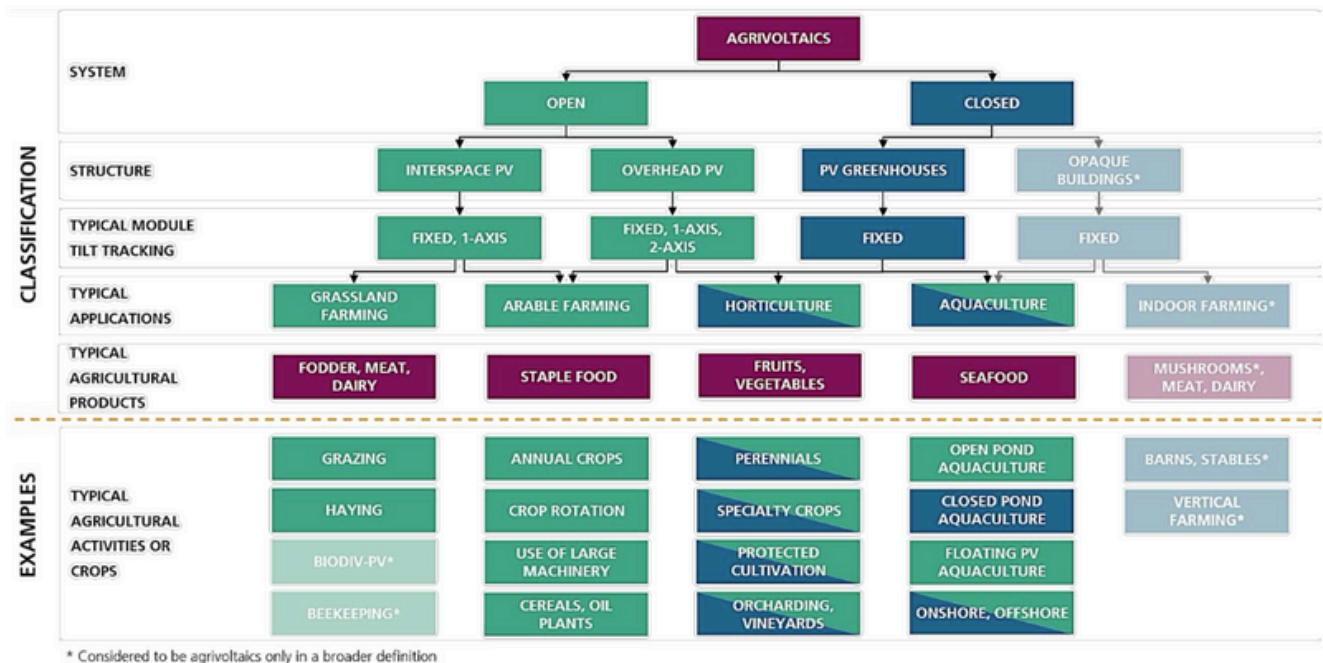 AGRIVOLTAICS
SYSTEM
OPEN
CLOSED
CLASSIFICATION
STRUCTURE
INTERSPACE PV
OVERHEAD PV
PV GREENHOUSES
OPAQUE
BUILDINGS*
TYPICAL MODULE
TILT TRACKING
FIXED, 1-AXIS
FIXED, 1-AXIS,
2-AXIS
FIXED
FIXED
TYPICAL
APPLICATIONS
GRASSLAND
FARMING
ARABLE FARMING
HORTICULTURE
AQUACULTURE
INDOOR FARMING*
TYPICAL
AGRICULTURAL
PRODUCTS
FODDER, MEAT,
DAIRY
STAPLE FOOD
FRUITS,
VEGETABLES
SEAFOOD
MUSHROOMS*,
MEAT, DAIRY
EXAMPLES
TYPICAL
AGRICULTURAL
ACTIVITIES OR
CROPS
GRAZING
ANNUAL CROPS
PERENNIALS
OPEN POND
AQUACULTURE
BARNS, STABLES*
HAYING
CROP ROTATION
SPECIALTY CROPS
CLOSED POND
AQUACULTURE
VERTICAL
FARMING*
BIODIV-PV*
USE OF LARGE
MACHINERY
PROTECTED
CULTIVATION
FLOATING PV
AQUACULTURE
BEEKEEPING*
CEREALS, OIL
PLANTS
ORCHARDING,
VINEYARDS
ONSHORE, OFFSHORE
* Considered to be agrivoltaics only in a broader definition